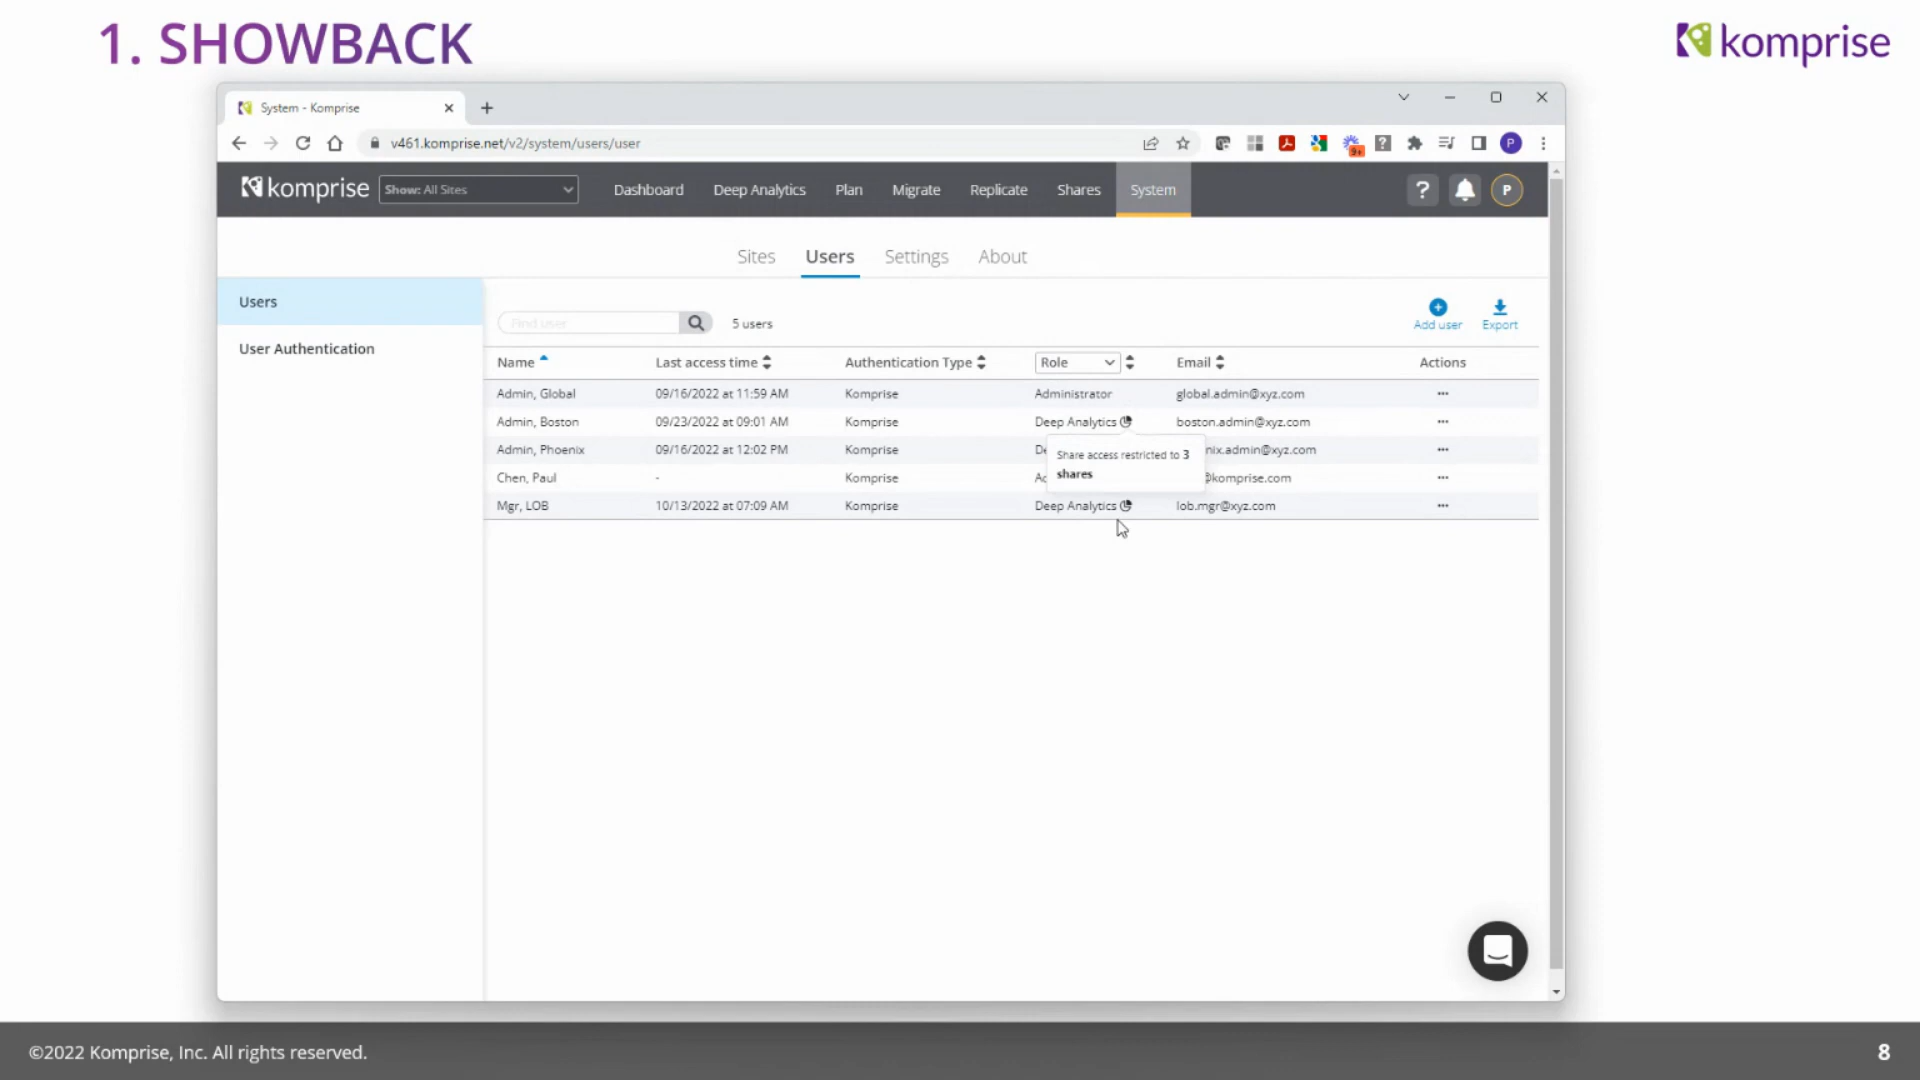 1. SHOWBACK
komprise
System - Komprise
v461.komprise.net/v2/system/users/user
9+
P
komprise
Show: All Sites
Dashboard
Deep Analytics
Plan
Migrate
Replicate
Shares
System
?
P
Sites
Users
Settings
About
Users
User Authentication
Find user
5 users
Add user
Export
Name
Last access time
Authentication Type
Role
Email
Actions
Admin, Global 09/16/2022 at 11:59 AM Komprise Administrator global.admin@xyz.com ...
Admin, Boston 09/23/2022 at 09:01 AM Komprise Deep Analytics boston.admin@xyz.com ...
Admin, Phoenix 09/16/2022 at 12:02 PM Komprise De nix.admin@xyz.com ...
Chen, Paul - Komprise Ad @komprise.com ...
Mgr, LOB 10/13/2022 at 07:09 AM Komprise Deep Analytics lob.mgr@xyz.com ...
Share access restricted to 3
shares
©2022 Komprise, Inc. All rights reserved.
8